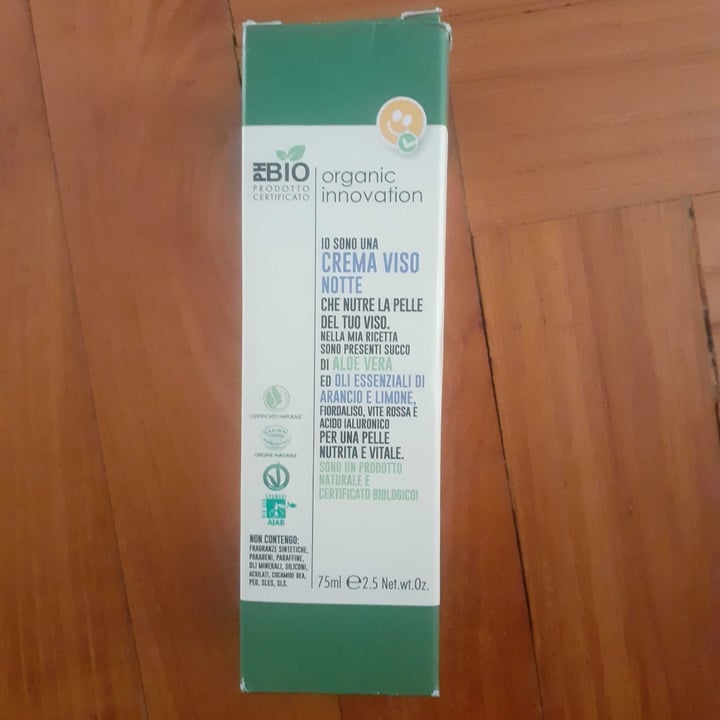 PH BIO
PRODOTTO
CERTIFICATO
organic
innovation
IO SONO UNA
CREMA VISO
NOTTE
CHE NUTRE LA PELLE
DEL TUO VISO.
NELLA MIA RICETTA
SONO PRESENTI SUCCO
DI ALOE VERA
ED OLI ESSENZIALI DI
ARANCIO E LIMONE,
FIORDALISO, VITE ROSSA E
ACIDO IALURONICO
PER UNA PELLE
NUTRITA E VITALE.
SONO UN PRODOTTO
NATURALE E
CERTIFICATO BIOLOGICO!
CERTIFICATO NATURALE
ORIGINE NATURALE
AIAB
NON CONTENGO:
FRAGRANZE SINTETICHE,
PARABENI, PARAFFINE,
OLI MINERALI, SILICONI,
ACRILATI, COCAMIDE DEA,
PEG, SLES, SLS.
75ml ℮2.5 Net.wt.Oz.